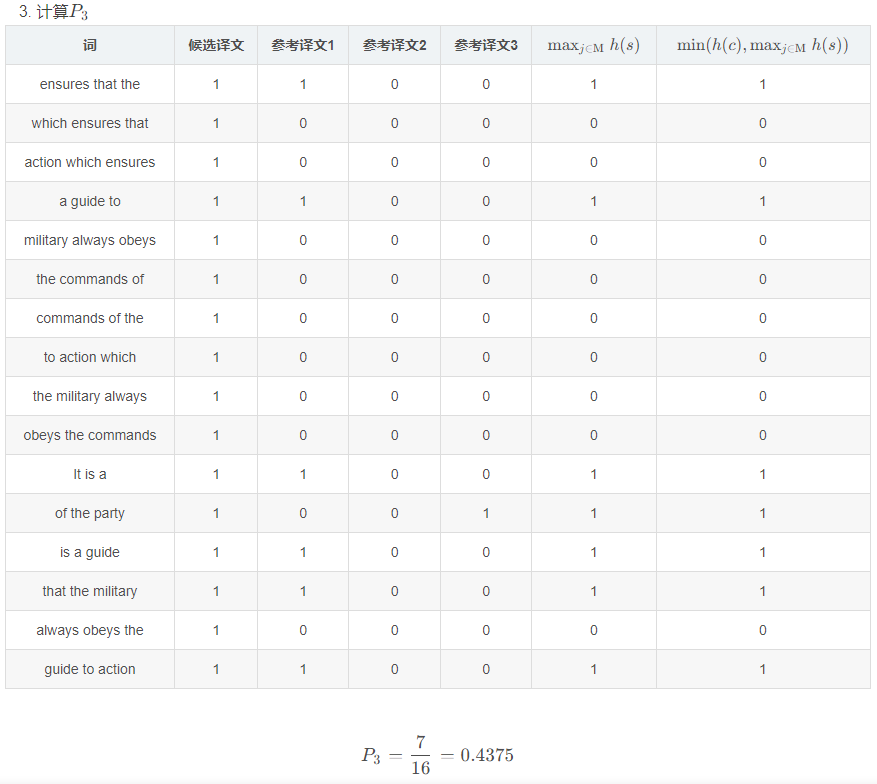 3. 计算P3
词 候选译文 参考译文1 参考译文2 参考译文3 max j∈M h(s) min(h(c), max j∈M h(s))
ensures that the 1 1 0 0 1 1
which ensures that 1 0 0 0 0 0
action which ensures 1 0 0 0 0 0
a guide to 1 1 0 0 1 1
military always obeys 1 0 0 0 0 0
the commands of 1 0 0 0 0 0
commands of the 1 0 0 0 0 0
to action which 1 0 0 0 0 0
the military always 1 0 0 0 0 0
obeys the commands 1 0 0 0 0 0
It is a 1 1 0 0 1 1
of the party 1 0 0 1 1 1
is a guide 1 1 0 0 1 1
that the military 1 1 0 0 1 1
always obeys the 1 0 0 0 0 0
guide to action 1 1 0 0 1 1
P3 = 7/16 = 0.4375